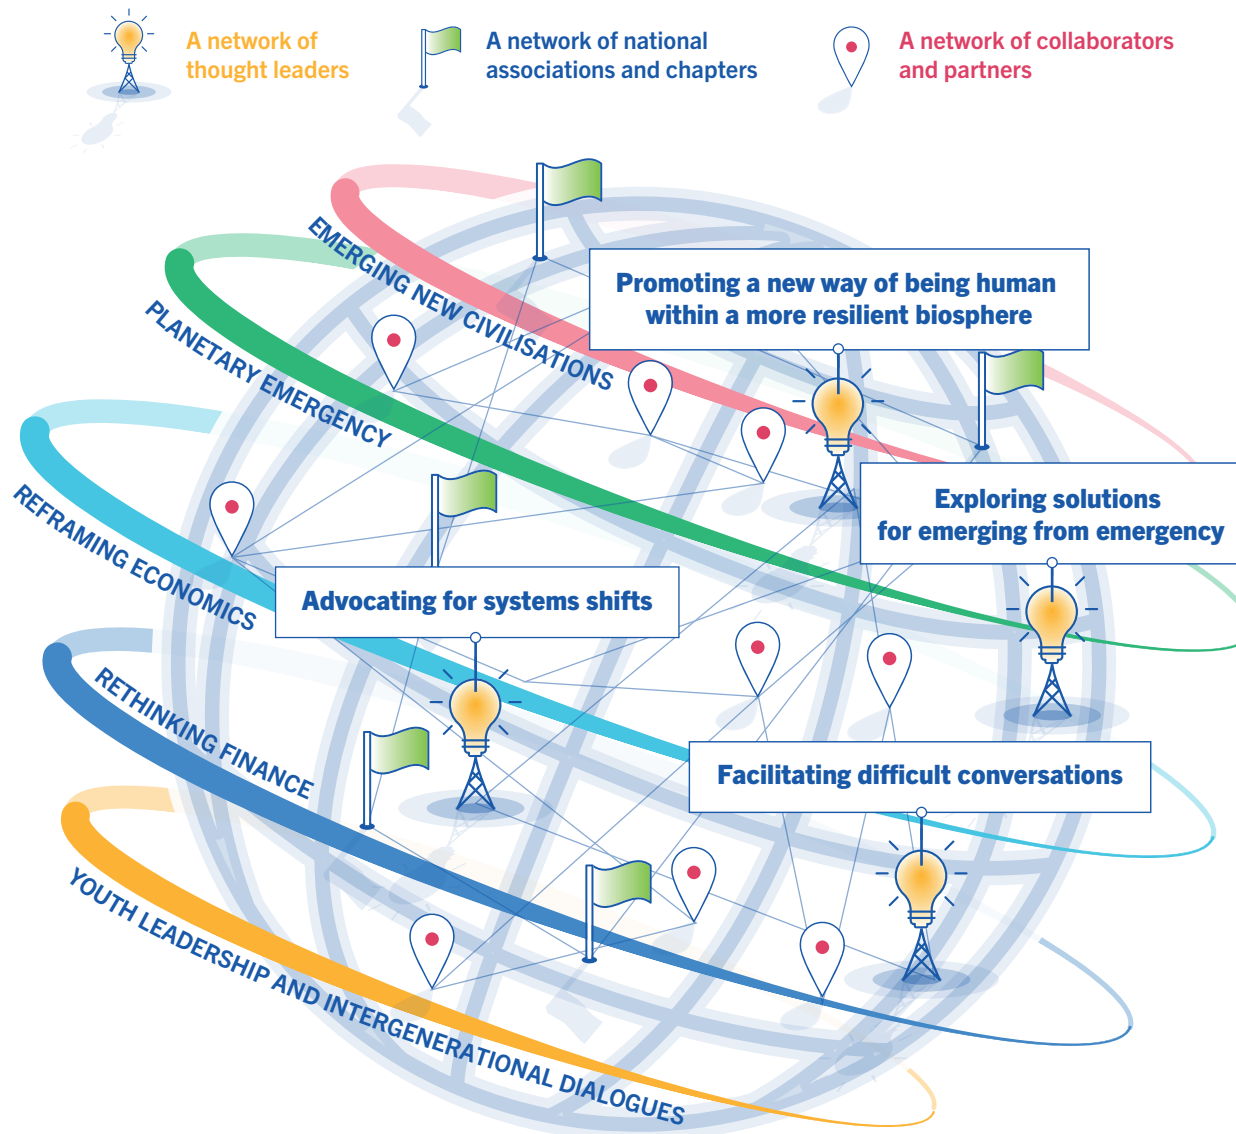 A network of
thought leaders
A network of national
associations and chapters
A network of collaborators
and partners
EMERGING NEW CIVILISATIONS
Promoting a new way of being human
within a more resilient biosphere
PLANETARY EMERGENCY
Exploring solutions
for emerging from emergency
REFRAMING ECONOMICS
Advocating for systems shifts
RETHINKING FINANCE
Facilitating difficult conversations
YOUTH LEADERSHIP AND INTERGENERATIONAL DIALOGUES